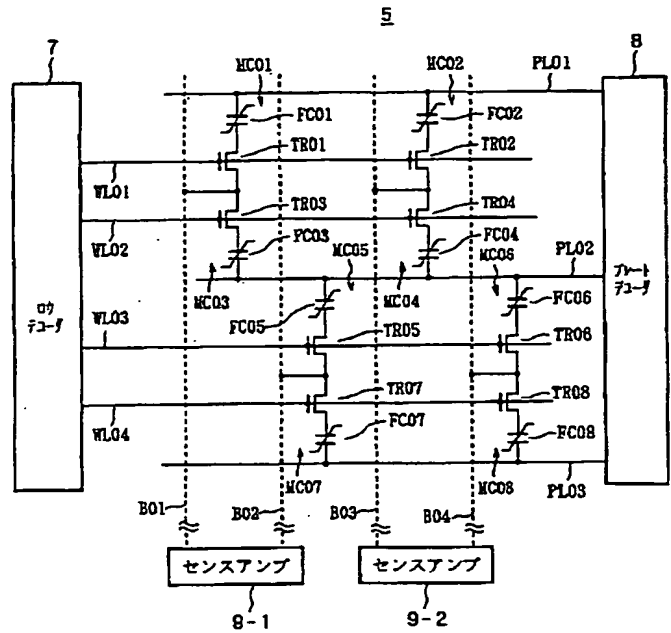 5
7
8
MC01
MC02
PL01
FC01
FC02
TR01
TR02
WL01
TR03
TR04
WL02
FC03
FC04
MC05
MC06
PL02
MC03
MC04
ロウ
デコーダ
プレート
デコーダ
WL03
FC05
FC06
TR05
TR06
TR07
TR08
WL04
FC07
FC08
MC07
MC08
PL03
B01
B02
B03
B04
センスアンプ
センスアンプ
8-1
9-2